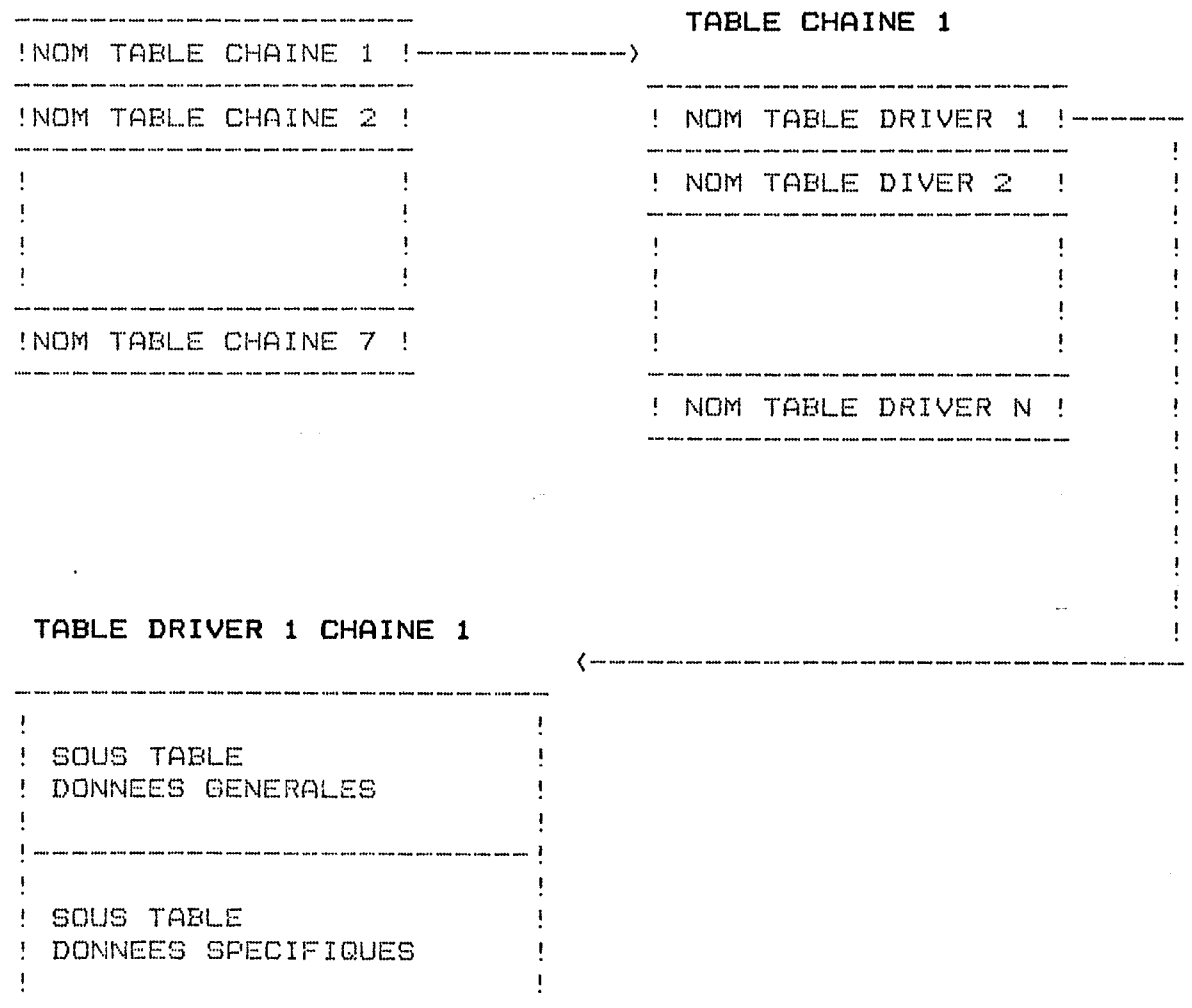 TABLE CHAINE 1
!NOM TABLE CHAINE 1 !------------->
!NOM TABLE CHAINE 2 !
! NOM TABLE DRIVER 1 !------
! NOM TABLE DIVER 2 !
!NOM TABLE CHAINE 7 !
! NOM TABLE DRIVER N !
TABLE DRIVER 1 CHAINE 1
! SOUS TABLE !
! DONNEES GENERALES !
! SOUS TABLE !
! DONNEES SPECIFIQUES !